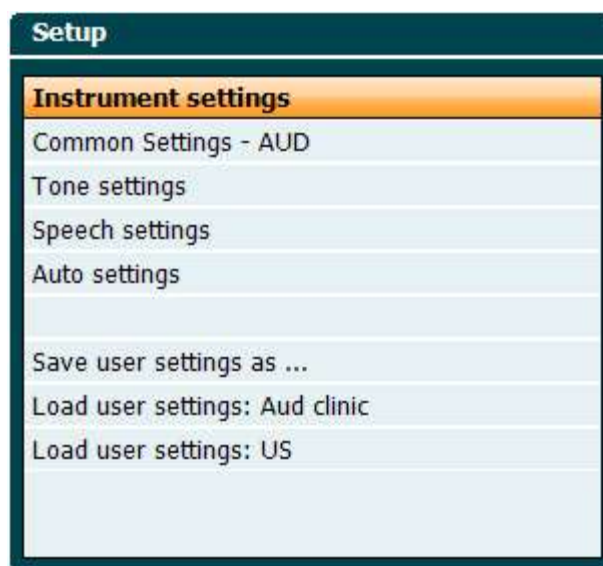 Setup
Instrument settings
Common Settings - AUD
Tone settings
Speech settings
Auto settings
Save user settings as ...
Load user settings: Aud clinic
Load user settings: US